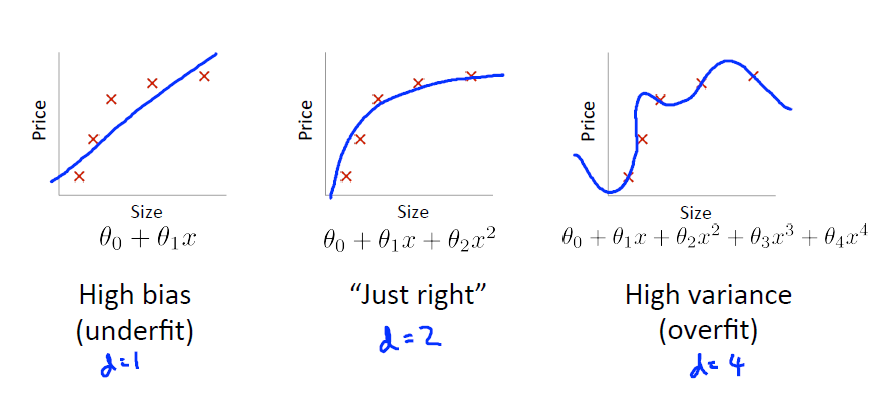 Price
Size
θ₀ + θ₁x
High bias
(underfit)
d=1
Price
Size
θ₀ + θ₁x + θ₂x²
“Just right”
d=2
Price
Size
θ₀ + θ₁x + θ₂x² + θ₃x³ + θ₄x⁴
High variance
(overfit)
d=4